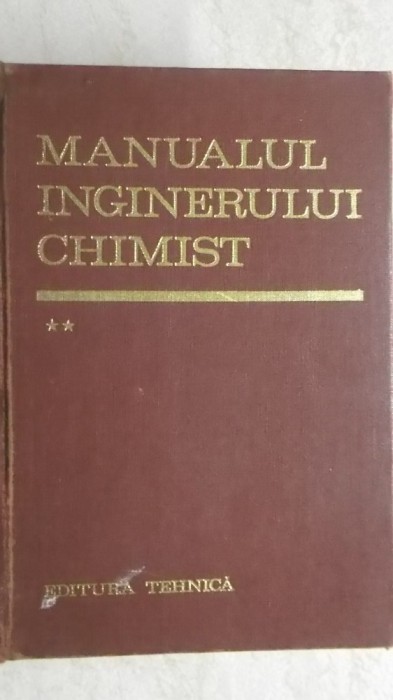 MANUALUL
INGINERULUI
CHIMIST
**
EDITURA TEHNICĂ